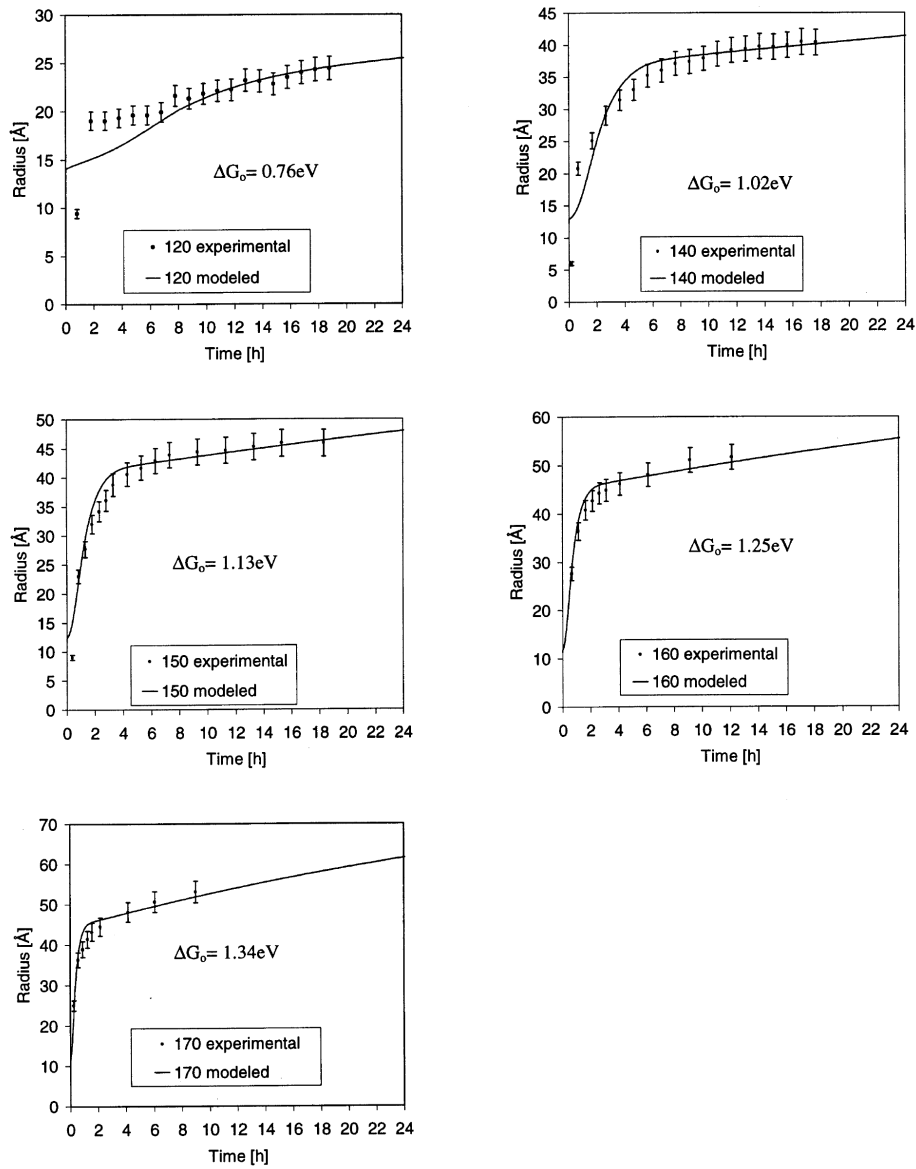 30
25
20
15
10
5
0
Radius [Å]
ΔGₒ= 0.76eV
• 120 experimental
— 120 modeled
0 2 4 6 8 10 12 14 16 18 20 22 24
Time [h]
45
40
35
30
25
20
15
10
5
0
Radius [Å]
ΔGₒ= 1.02eV
• 140 experimental
— 140 modeled
0 2 4 6 8 10 12 14 16 18 20 22 24
Time [h]
50
45
40
35
30
25
20
15
10
5
0
Radius [Å]
ΔGₒ= 1.13eV
• 150 experimental
— 150 modeled
0 2 4 6 8 10 12 14 16 18 20 22 24
Time [h]
60
50
40
30
20
10
0
Radius [Å]
ΔGₒ= 1.25eV
• 160 experimental
— 160 modeled
0 2 4 6 8 10 12 14 16 18 20 22 24
Time [h]
70
60
50
40
30
20
10
0
Radius [Å]
ΔGₒ= 1.34eV
• 170 experimental
— 170 modeled
0 2 4 6 8 10 12 14 16 18 20 22 24
Time [h]